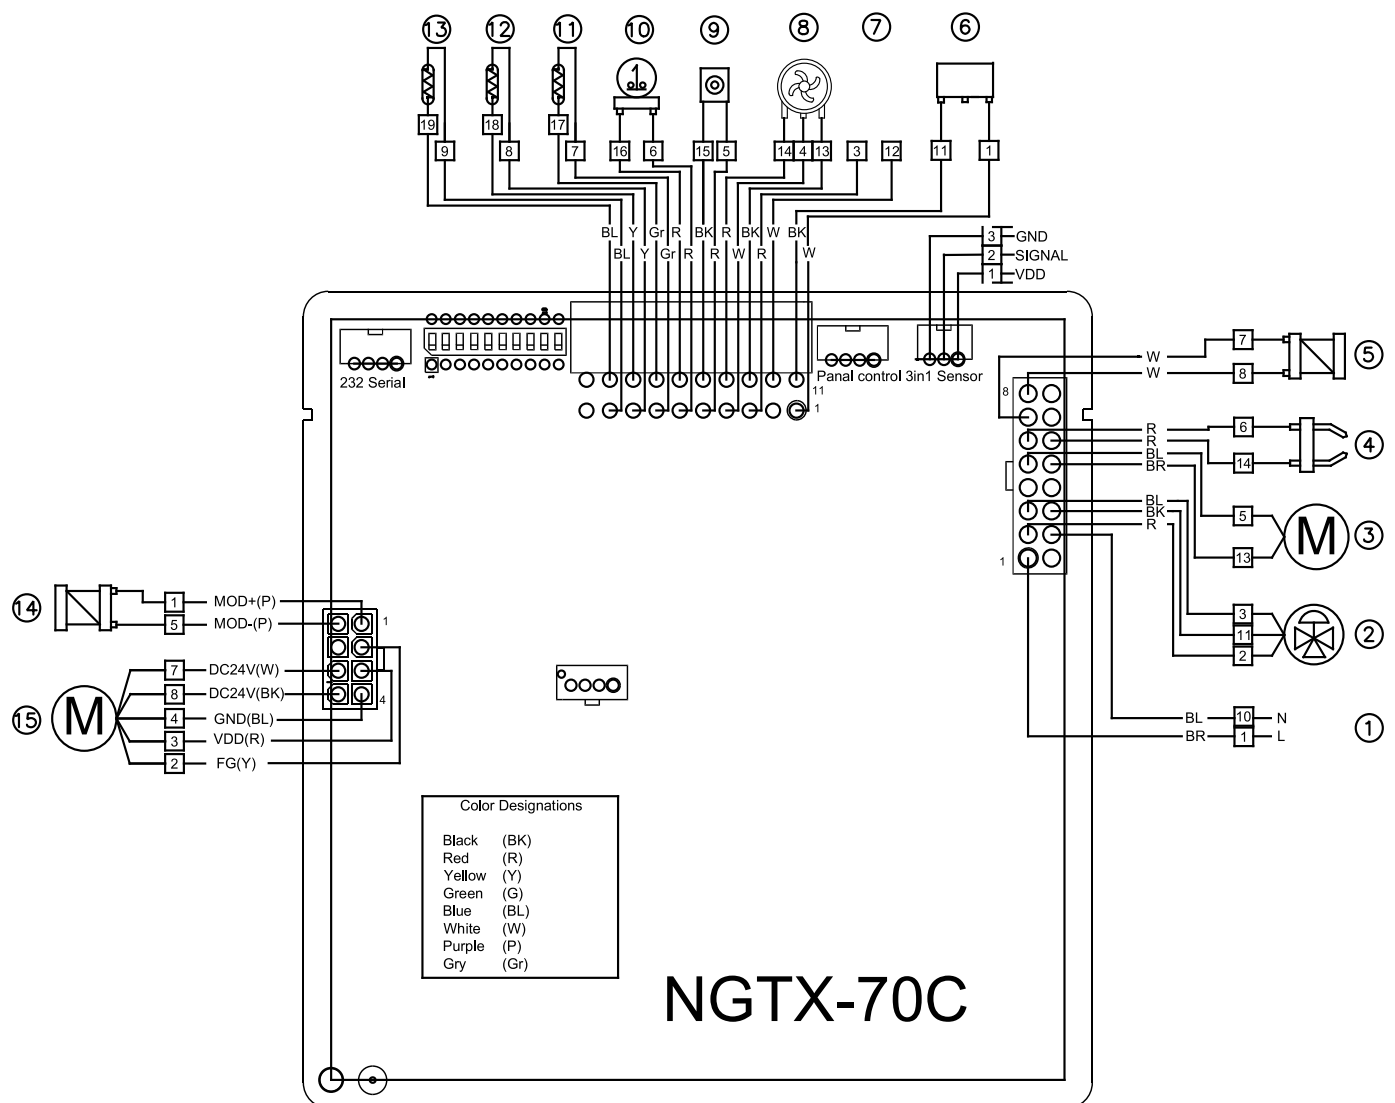 13 12 11 10 9 8 7 6
19 18 17
9 8 7 16 6 15 5 14 4 13 3 12 11 1
BL Y Gr R BK R BK W BK
BL Y Gr R R W R W
3 GND
2 SIGNAL
1 VDD
232 Serial
Panal control 3in1 Sensor
11
1
8
1
W 7
W 8
5
R 6
R 14
4
BL 5
BR 13
3
BL 3
BK 11
R 2
2
BL 10 N
BR 1 L
1
14
1 MOD+(P)
5 MOD-(P)
1
4
15
M
7 DC24V(W)
8 DC24V(BK)
4 GND(BL)
3 VDD(R)
2 FG(Y)
M
1
Color Designations
Black (BK)
Red (R)
Yellow (Y)
Green (G)
Blue (BL)
White (W)
Purple (P)
Gry (Gr)
NGTX-70C